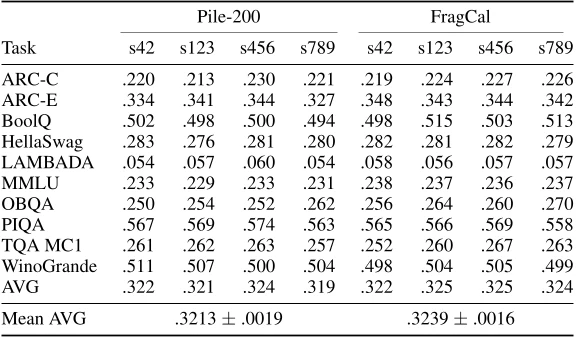 Pile-200 FragCal
Task s42 s123 s456 s789 s42 s123 s456 s789
ARC-C .220 .213 .230 .221 .219 .224 .227 .226
ARC-E .334 .341 .344 .327 .348 .343 .344 .342
BoolQ .502 .498 .500 .494 .498 .515 .503 .513
HellaSwag .283 .276 .281 .280 .282 .281 .282 .279
LAMBADA .054 .057 .060 .054 .058 .056 .057 .057
MMLU .233 .229 .233 .231 .238 .237 .236 .237
OBQA .250 .254 .252 .262 .256 .264 .260 .270
PIQA .567 .569 .574 .563 .565 .566 .569 .558
TQA MC1 .261 .262 .263 .257 .252 .260 .267 .263
WinoGrande .511 .507 .500 .504 .498 .504 .505 .499
AVG .322 .321 .324 .319 .322 .325 .325 .324
Mean AVG .3213 ± .0019 .3239 ± .0016